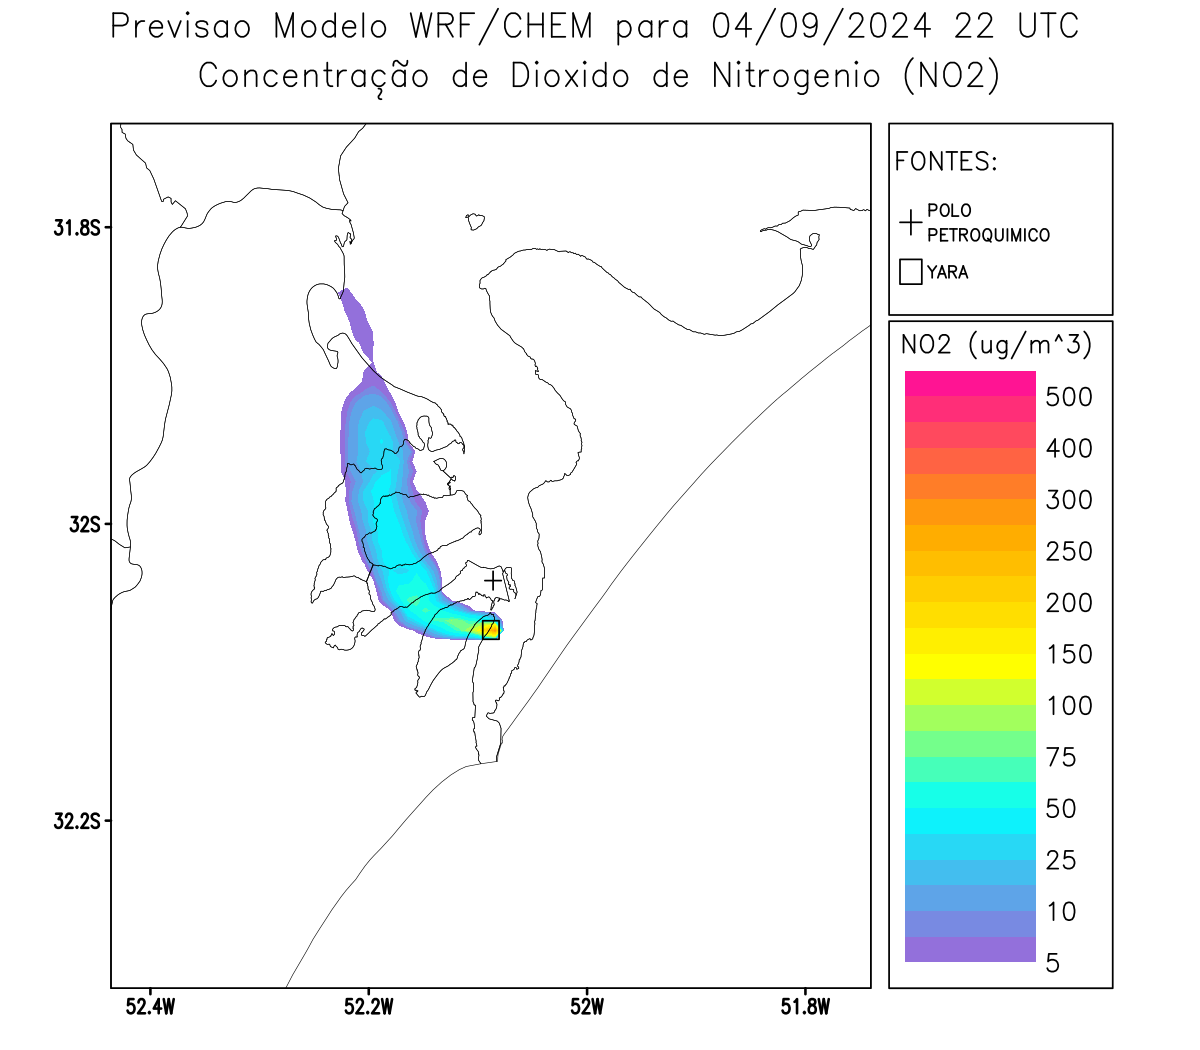 Previsao Modelo WRF/CHEM para 04/09/2024 22 UTC
Concentração de Dioxido de Nitrogenio (NO2)
FONTES:
POLO
PETROQUIMICO
YARA
NO2 (ug/m^3)
500
400
300
250
200
150
100
75
50
25
10
5
31.8S
32S
32.2S
52.4W
52.2W
52W
51.8W